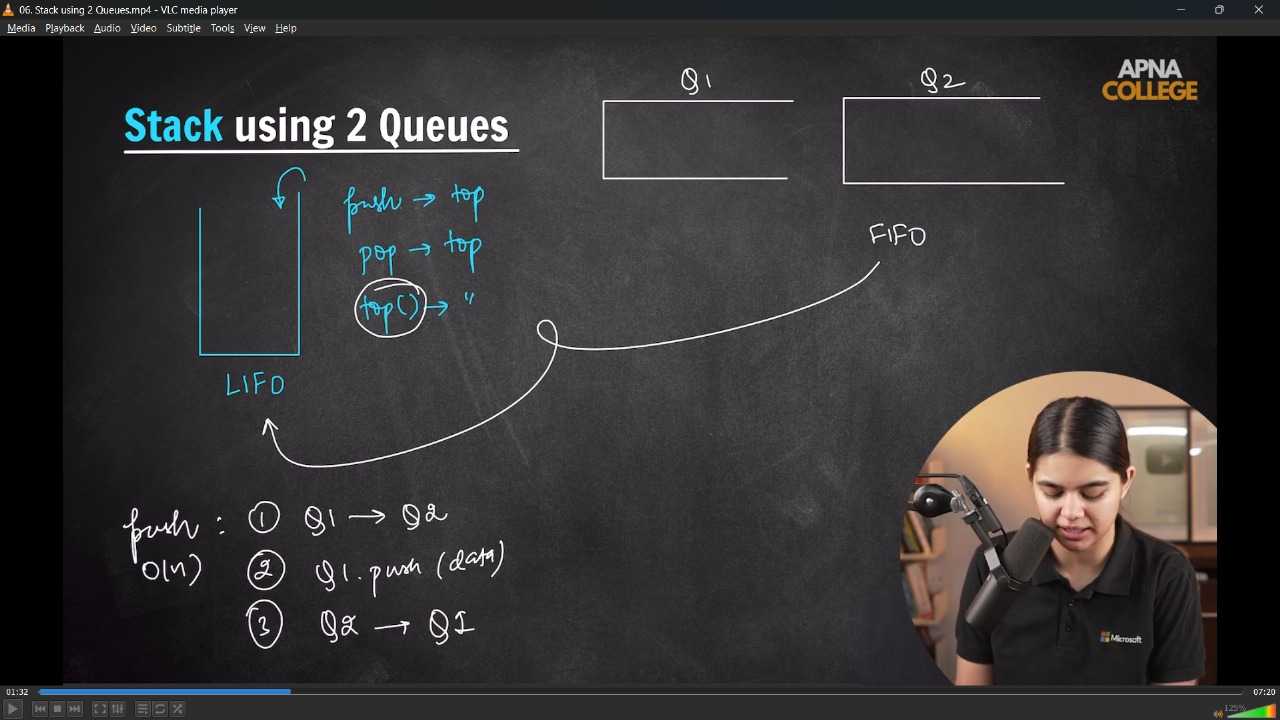 06. Stack using 2 Queues.mp4 - VLC media player
Media Playback Audio Video Subtitle Tools View Help
APNA
COLLEGE
Q1
Q2
Stack using 2 Queues
push → top
pop → top
top() → "
FIFO
LIFO
push : ① Q1 → Q2
O(n) ② Q1.push (data)
③ Q2 → Q1
Microsoft
01:32
07:20
125%